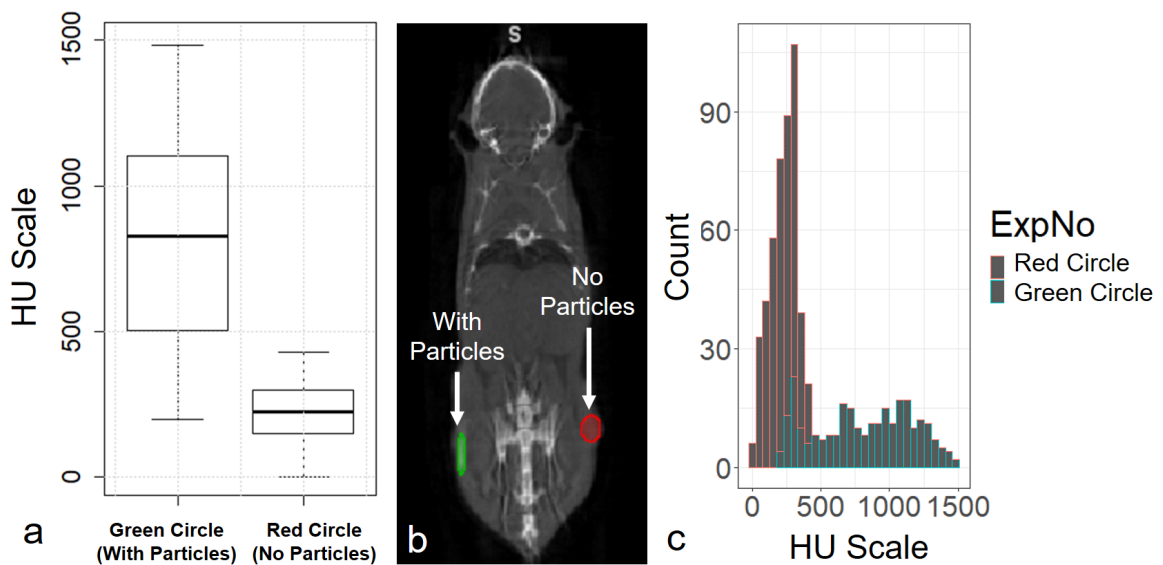 HU Scale
1500
1000
500
0
Green Circle
(With Particles)
Red Circle
(No Particles)
a
S
No
Particles
With
Particles
b
Count
90
60
30
0
0
500
1000
1500
HU Scale
c
ExpNo
Red Circle
Green Circle